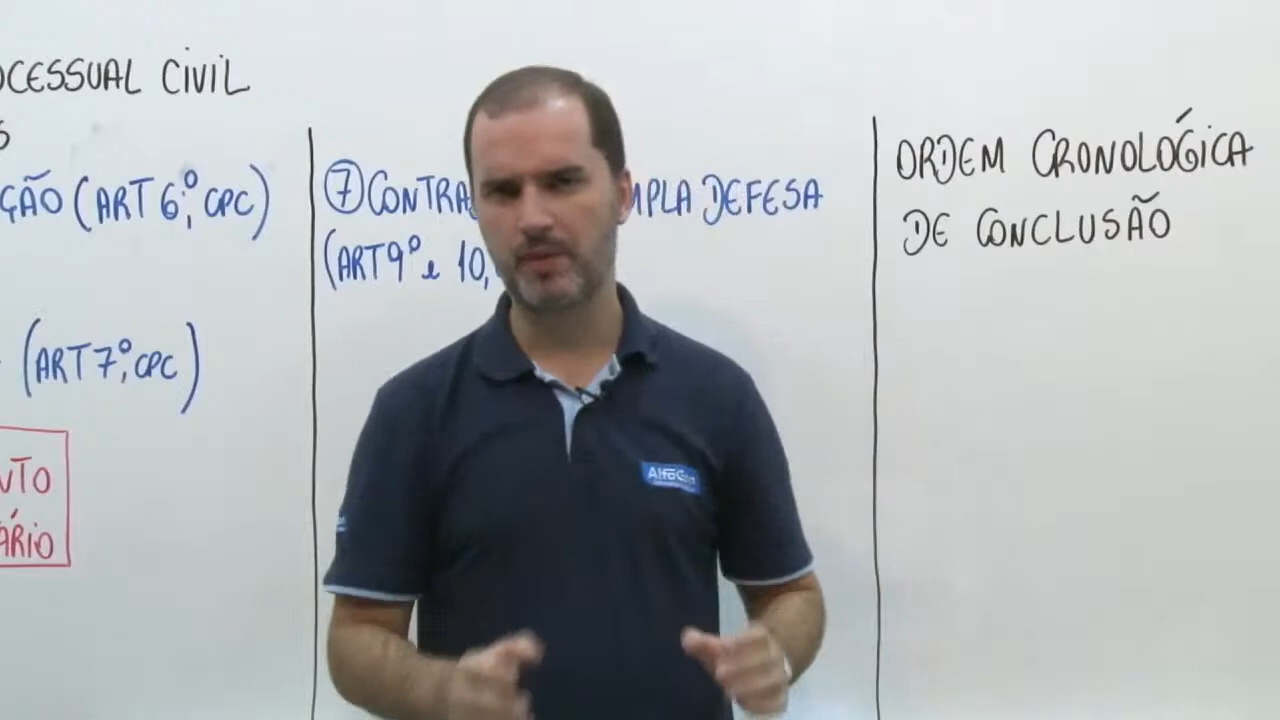 OCESSUAL CIVIL
S
ÇÃO (ART 6º, CPC)
(ART 7º, CPC)
NTO
ÁRIO
⑦ CONTRA MPLA DEFESA
(ART 9º e 10,
ORDEM CRONOLÓGICA
DE CONCLUSÃO
AlfaCon